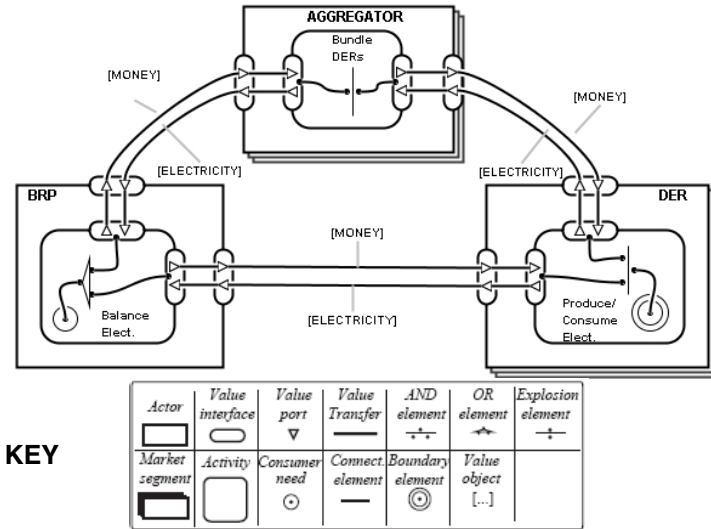 AGGREGATOR
Bundle
DERs
[MONEY]
[MONEY]
[ELECTRICITY]
[ELECTRICITY]
BRP
DER
[MONEY]
[ELECTRICITY]
Balance
Elect.
Produce/
Consume
Elect.
KEY
Actor
Value
interface
Value
port
Value
Transfer
AND
element
OR
element
Explosion
element
Market
segment
Activity
Consumer
need
Connect.
element
Boundary
element
Value
object
[...]